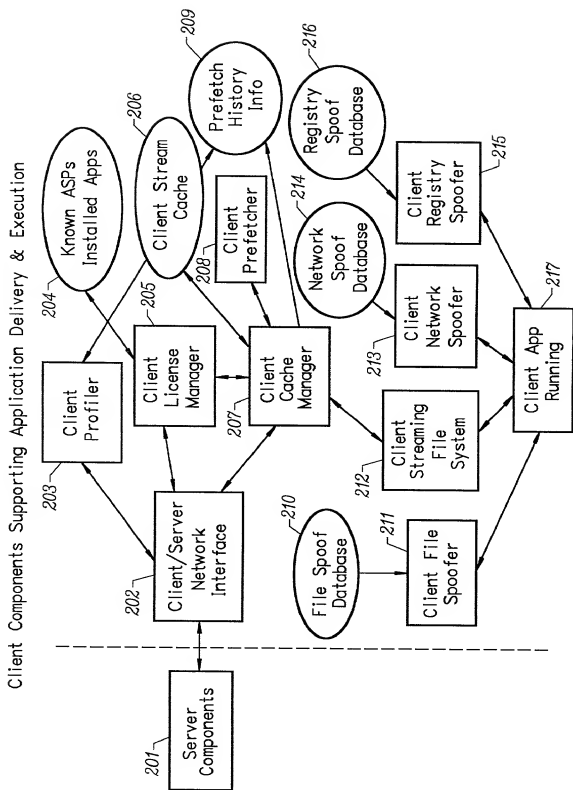 Client Components Supporting Application Delivery & Execution
201
Server
Components
202
Client/Server
Network
Interface
203
Client
Profiler
204
Known ASPs
Installed Apps
205
Client
License
Manager
206
Client Stream
Cache
207
Client
Cache
Manager
208
Client
Prefetcher
209
Prefetch
History
Info
210
File Spoof
Database
211
Client File
Spoofer
212
Client
Streaming
File
System
213
Client
Network
Spoofer
214
Network
Spoof
Database
215
Client
Registry
Spoofer
216
Registry
Spoof
Database
217
Client App
Running